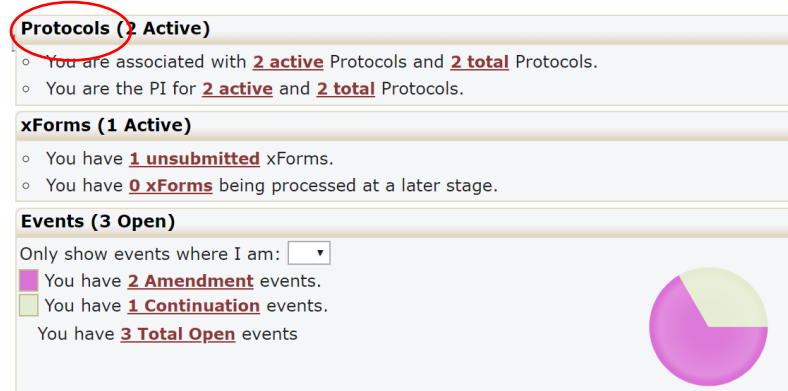 Protocols (2 Active)
You are associated with 2 active Protocols and 2 total Protocols.
You are the PI for 2 active and 2 total Protocols.
xForms (1 Active)
You have 1 unsubmitted xForms.
You have 0 xForms being processed at a later stage.
Events (3 Open)
Only show events where I am:
You have 2 Amendment events.
You have 1 Continuation events.
You have 3 Total Open events